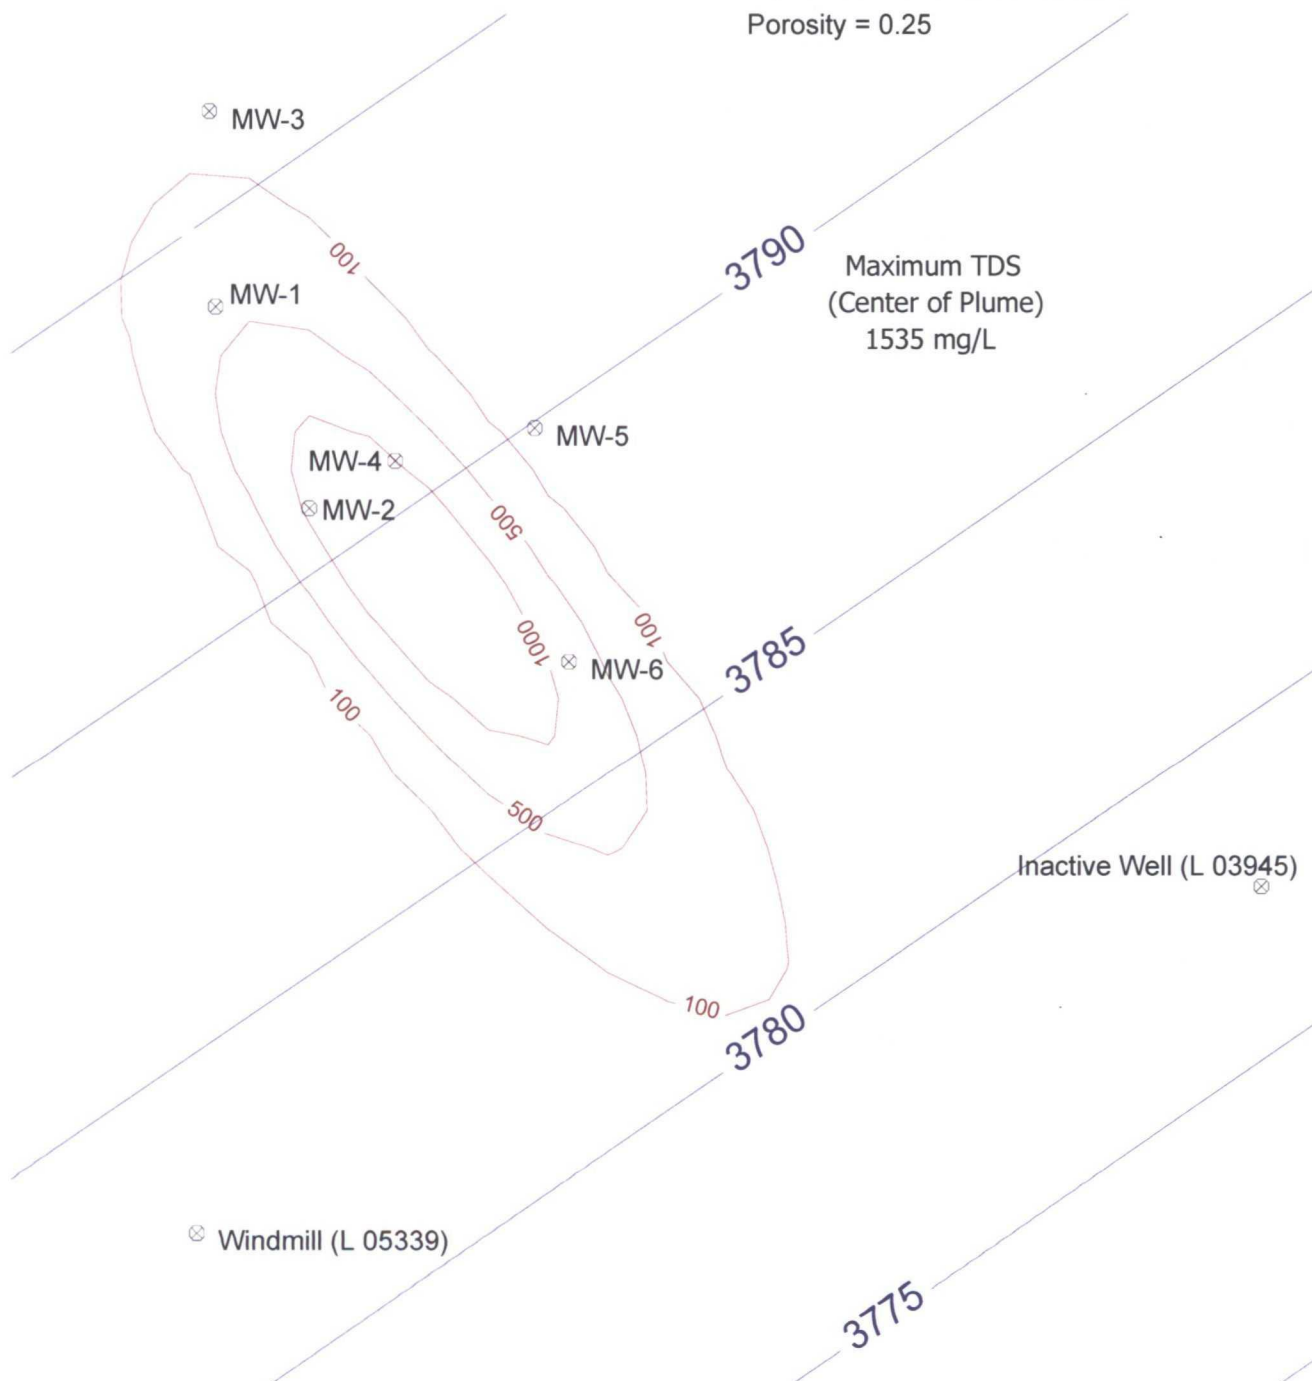 Porosity = 0.25
MW-3
3790
100
Maximum TDS
(Center of Plume)
1535 mg/L
MW-1
MW-5
MW-4
MW-2
500
100
1000
3785
MW-6
100
500
Inactive Well (L 03945)
100
3780
Windmill (L 05339)
3775